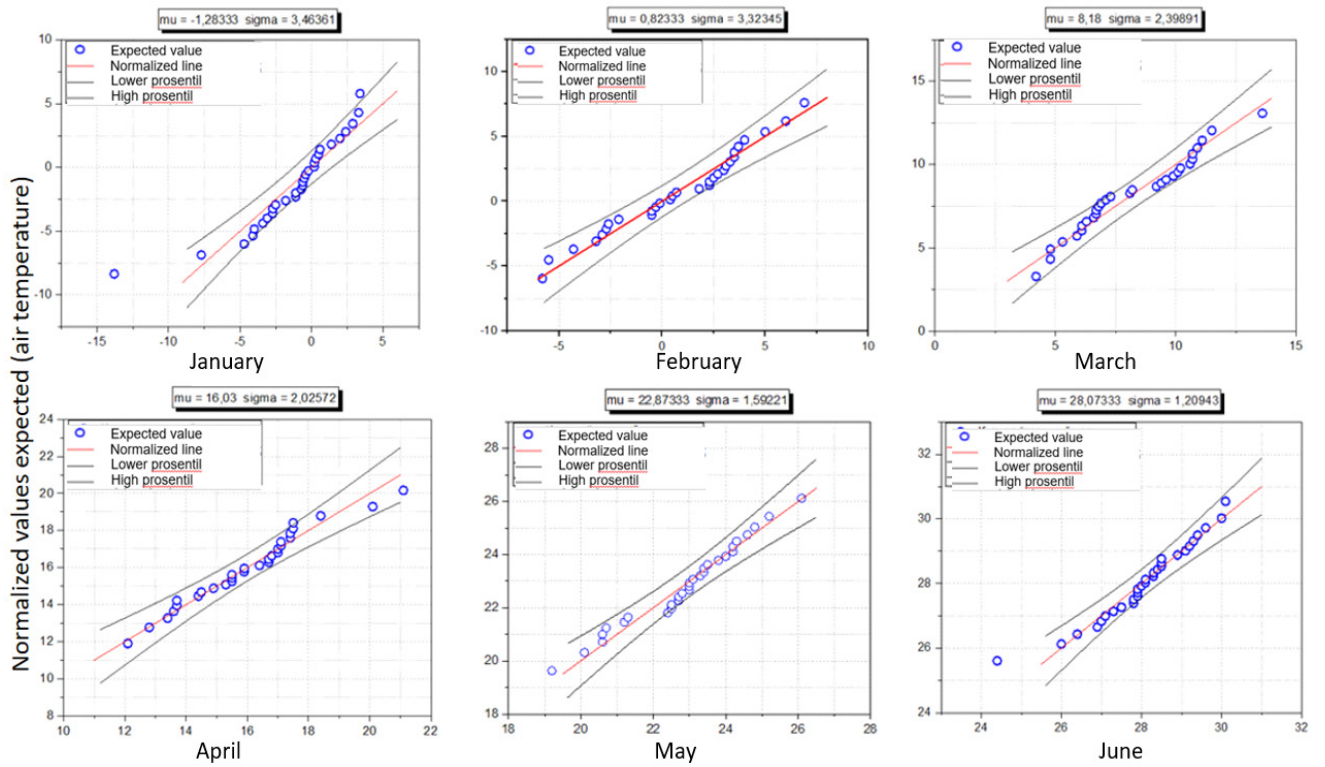 mu = -1,28333 sigma = 3,46361
Expected value
Normalized line
Lower prosentil
High prosentil
10
5
0
-5
-10
-15
-10
-5
0
5
January
mu = 0,82333 sigma = 3,32345
Expected value
Normalized line
Lower prosentil
High prosentil
10
5
0
-5
-10
-5
0
5
10
February
mu = 8,18 sigma = 2,39891
Expected value
Normalized line
Lower prosentil
High prosentil
15
10
5
0
0
5
10
15
March
Normalized values expected (air temperature)
mu = 16,03 sigma = 2,02572
Expected value
Normalized line
Lower prosentil
High prosentil
24
22
20
18
16
14
12
10
8
10
12
14
16
18
20
22
April
mu = 22,87333 sigma = 1,59221
Expected value
Normalized line
Lower prosentil
High prosentil
28
26
24
22
20
18
18
20
22
24
26
28
May
mu = 28,07333 sigma = 1,20943
Expected value
Normalized line
Lower prosentil
High prosentil
32
30
28
26
24
24
26
28
30
32
June